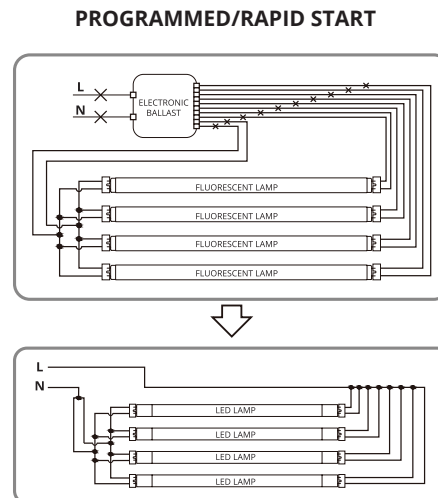 PROGRAMMED/RAPID START
L
N
ELECTRONIC
BALLAST
FLUORESCENT LAMP
FLUORESCENT LAMP
FLUORESCENT LAMP
FLUORESCENT LAMP
L
N
LED LAMP
LED LAMP
LED LAMP
LED LAMP